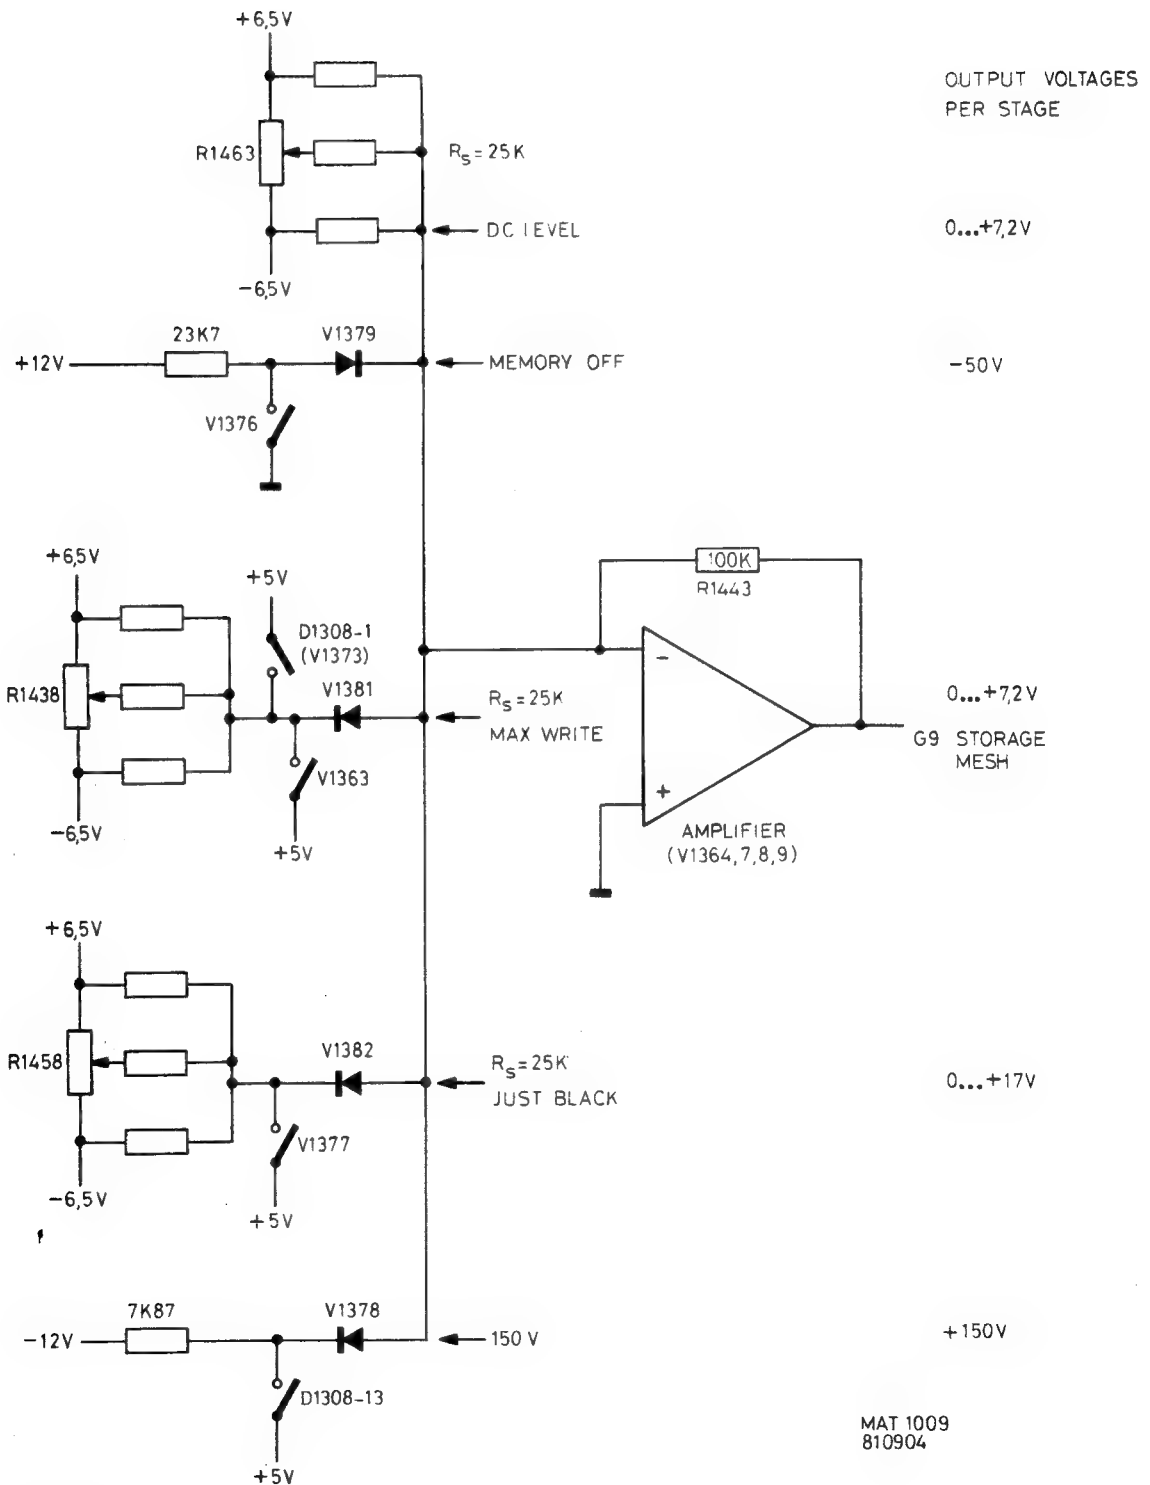 +6,5V
OUTPUT VOLTAGES
PER STAGE
R1463
Rs=25K
DC LEVEL
0...+7,2V
-6,5V
23K7
V1379
+12V
MEMORY OFF
-50V
V1376
+6,5V
+5V
100K
R1443
D1308-1
(V1373)
R1438
V1381
Rs=25K
MAX WRITE
-
0...+7,2V
G9 STORAGE
MESH
V1363
+
-6,5V
+5V
AMPLIFIER
(V1364,7,8,9)
+6,5V
R1458
V1382
Rs=25K
JUST BLACK
0...+17V
V1377
-6,5V
+5V
7K87
V1378
-12V
150V
+150V
D1308-13
+5V
MAT 1009
810904